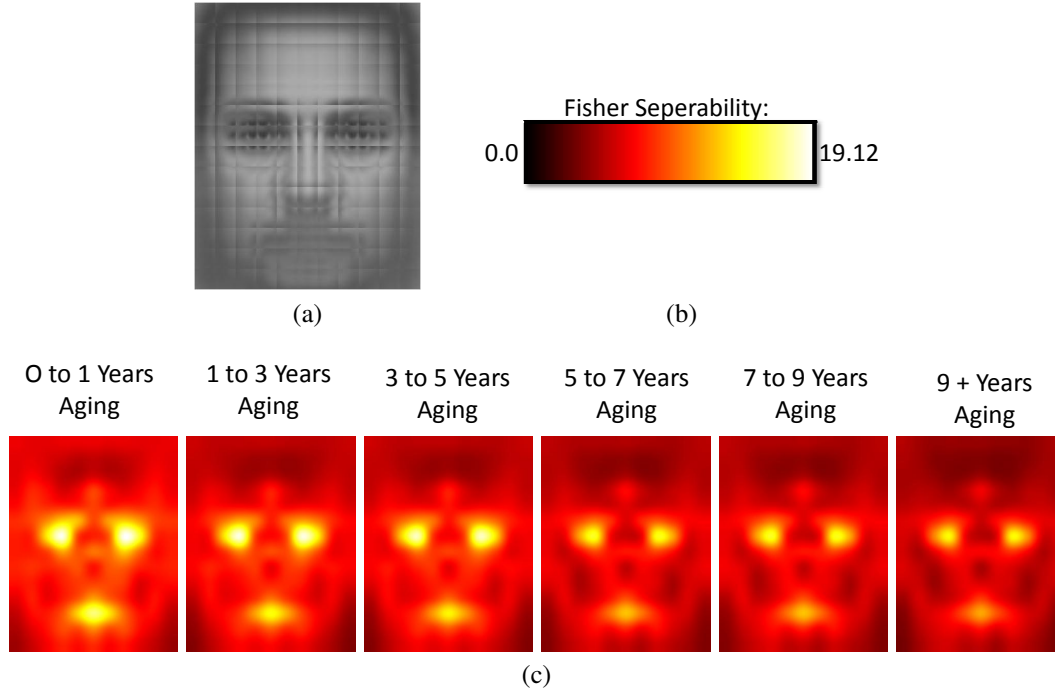 Fisher Seperability:
0.0
19.12
(a)
(b)
O to 1 Years
Aging
1 to 3 Years
Aging
3 to 5 Years
Aging
5 to 7 Years
Aging
7 to 9 Years
Aging
9 + Years
Aging
(c)